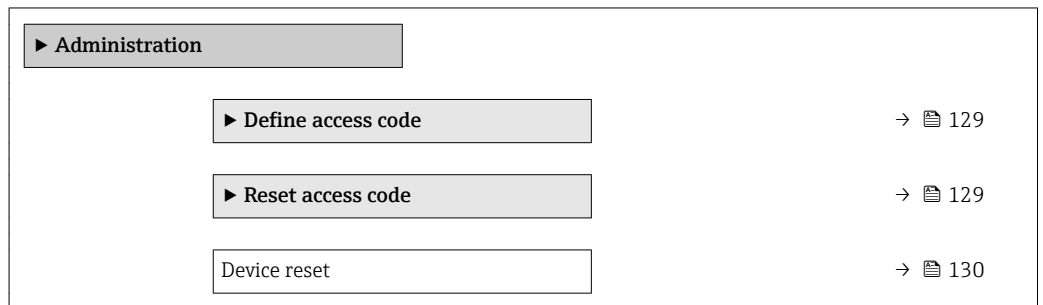 ▶ Administration
▶ Define access code → 129
▶ Reset access code → 129
Device reset → 130